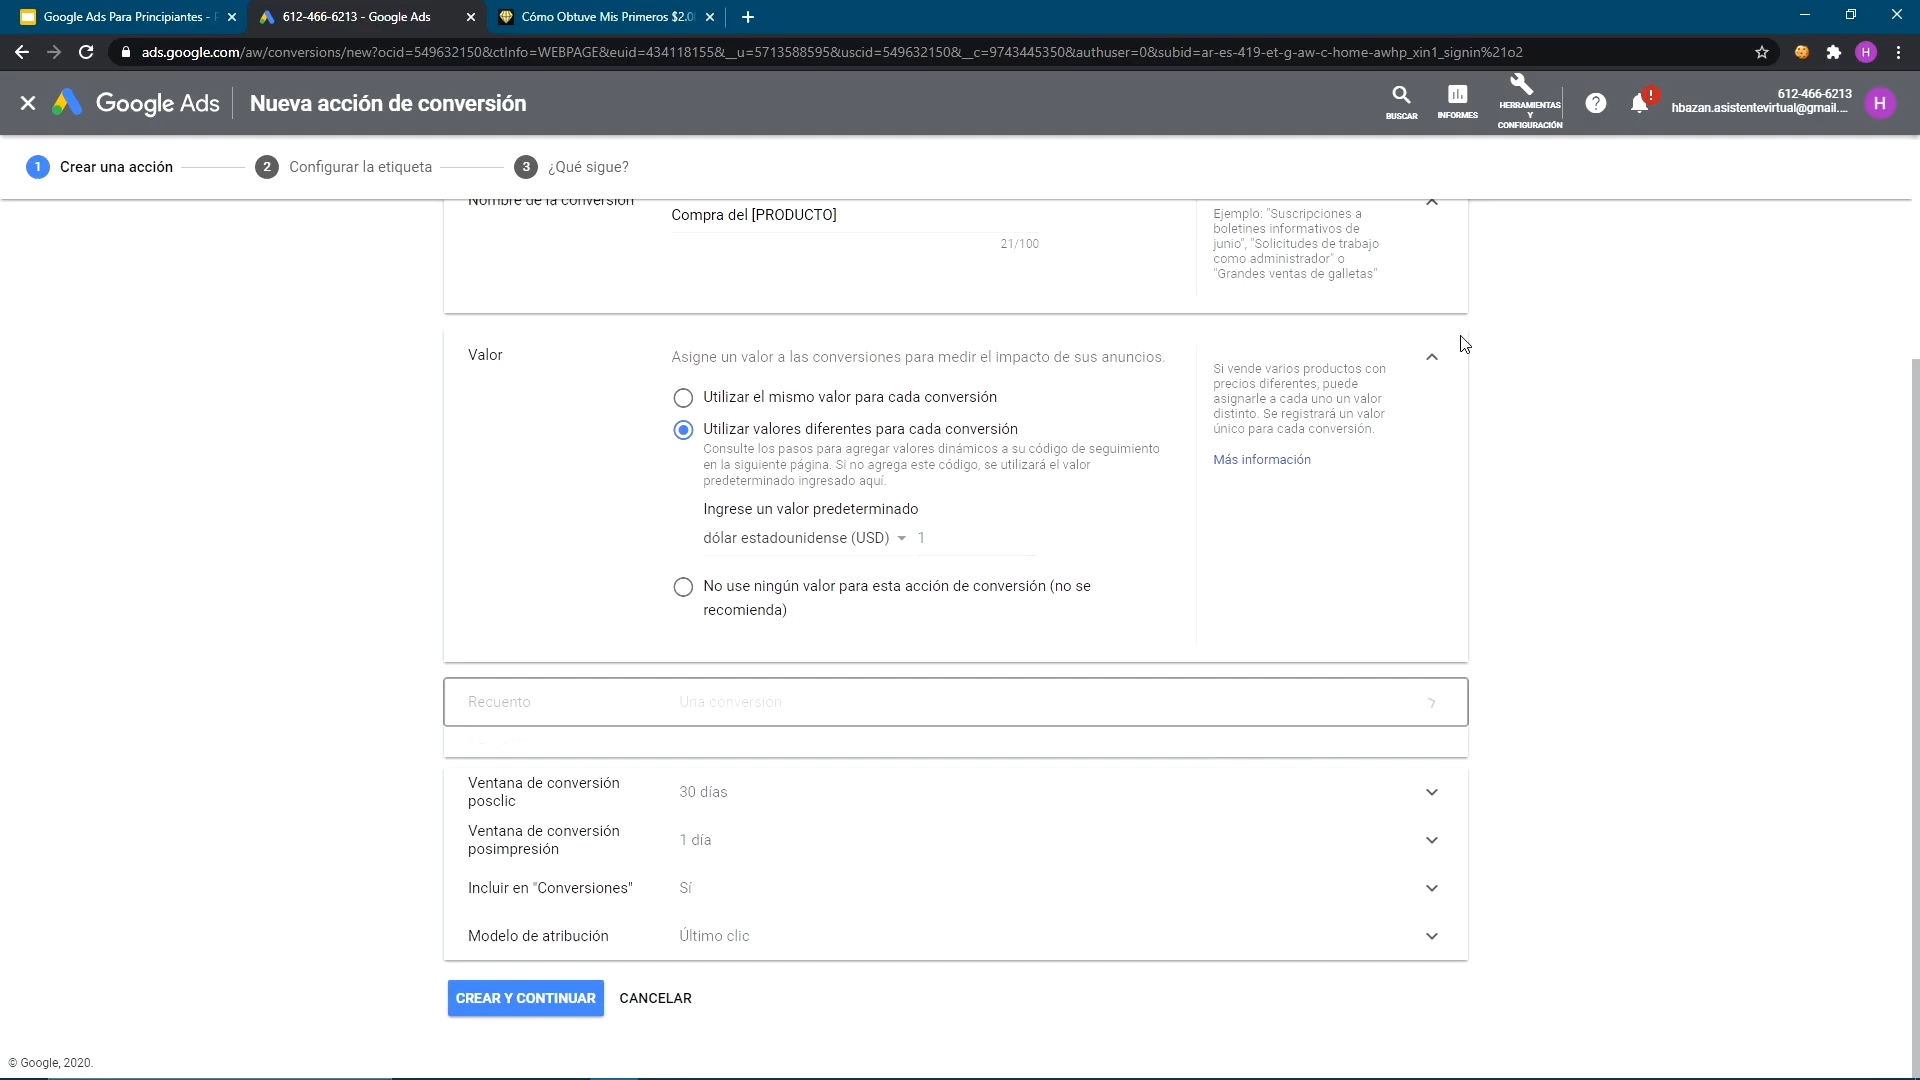 Google Ads Para Principiantes -
612-466-6213 - Google Ads
Cómo Obtuve Mis Primeros $2.0
ads.google.com/aw/conversions/new?ocid=549632150&ctInfo=WEBPAGE&euid=434118155&__u=5713588595&uscid=549632150&__c=9743445350&authuser=0&subid=ar-es-419-et-g-aw-c-home-awhp_xin1_signin%21o2
H
Google Ads
Nueva acción de conversión
BUSCAR
INFORMES
HERRAMIENTAS
Y
CONFIGURACIÓN
612-466-6213
hbazan.asistentevirtual@gmail....
H
1 Crear una acción
2 Configurar la etiqueta
3 ¿Qué sigue?
Nombre de la conversión
Compra del [PRODUCTO]
21/100
Ejemplo: "Suscripciones a
boletines informativos de
junio", "Solicitudes de trabajo
como administrador" o
"Grandes ventas de galletas"
Valor
Asigne un valor a las conversiones para medir el impacto de sus anuncios.
Utilizar el mismo valor para cada conversión
Utilizar valores diferentes para cada conversión
Consulte los pasos para agregar valores dinámicos a su código de seguimiento
en la siguiente página. Si no agrega este código, se utilizará el valor
predeterminado ingresado aquí.
Ingrese un valor predeterminado
dólar estadounidense (USD) 1
No use ningún valor para esta acción de conversión (no se
recomienda)
Si vende varios productos con
precios diferentes, puede
asignarle a cada uno un valor
distinto. Se registrará un valor
único para cada conversión.
Más información
Recuento Una conversión
Ventana de conversión
posclic
30 días
Ventana de conversión
posimpresión
1 día
Incluir en "Conversiones" Sí
Modelo de atribución Último clic
CREAR Y CONTINUAR CANCELAR
© Google, 2020.